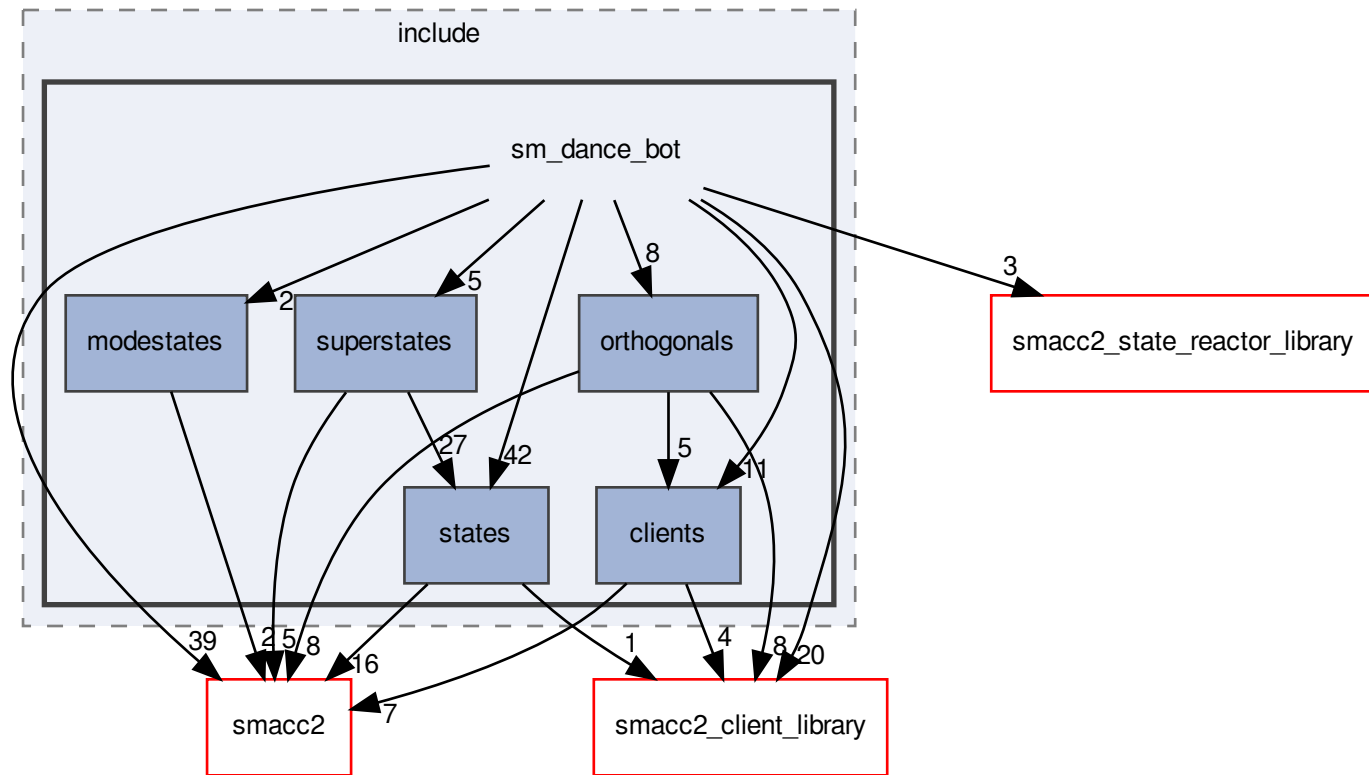 include
sm_dance_bot
8
3
2
5
modestates
superstates
orthogonals
smacc2_state_reactor_library
27
42
5
11
states
clients
39
2
5
8
16
7
1
4
8
20
smacc2
smacc2_client_library